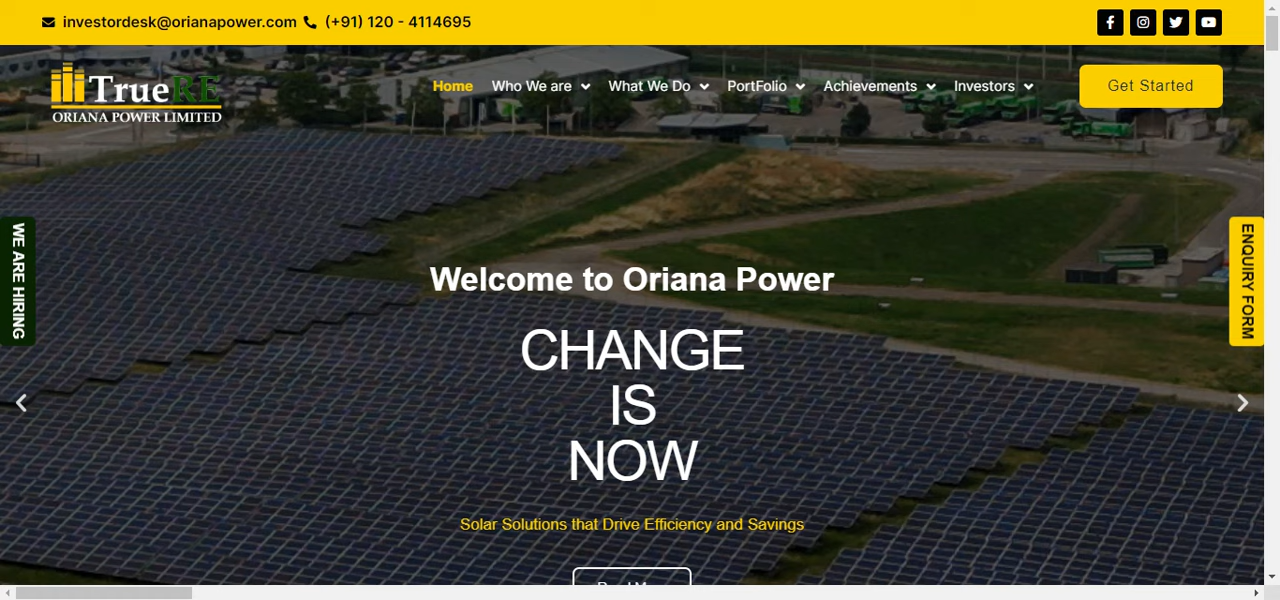 investordesk@orianapower.com (+91) 120 - 4114695
TrueRE
ORIANA POWER LIMITED
Home Who We are What We Do PortFolio Achievements Investors Get Started
WE ARE HIRING
ENQUIRY FORM
Welcome to Oriana Power
CHANGE
IS
NOW
Solar Solutions that Drive Efficiency and Savings